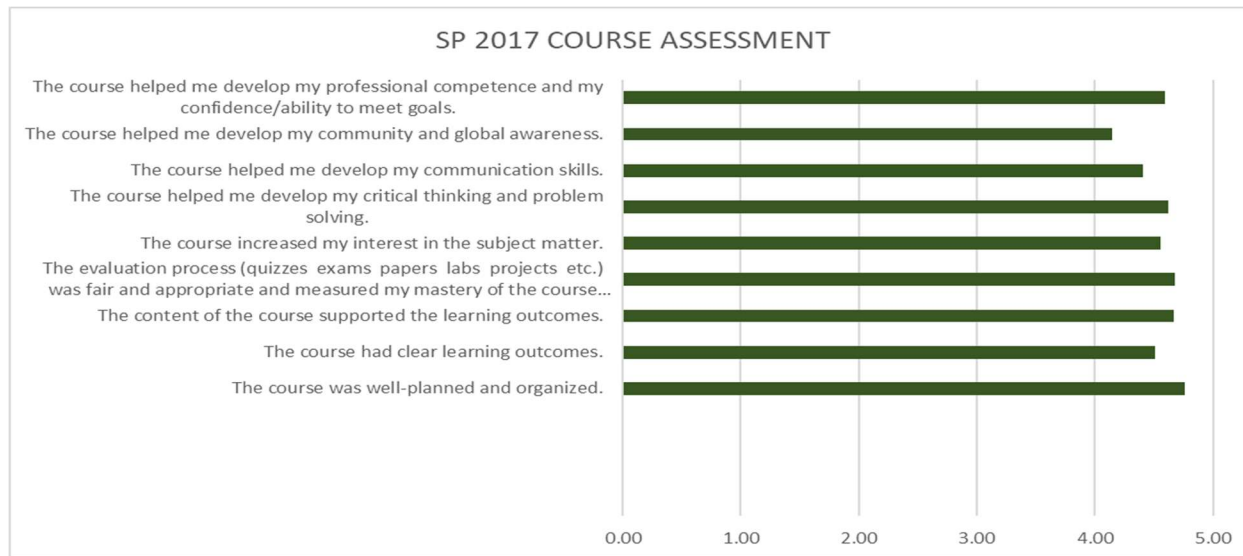 SP 2017 COURSE ASSESSMENT
The course helped me develop my professional competence and my
confidence/ability to meet goals.
The course helped me develop my community and global awareness.
The course helped me develop my communication skills.
The course helped me develop my critical thinking and problem
solving.
The course increased my interest in the subject matter.
The evaluation process (quizzes exams papers labs projects etc.)
was fair and appropriate and measured my mastery of the course...
The content of the course supported the learning outcomes.
The course had clear learning outcomes.
The course was well-planned and organized.
0.00 1.00 2.00 3.00 4.00 5.00